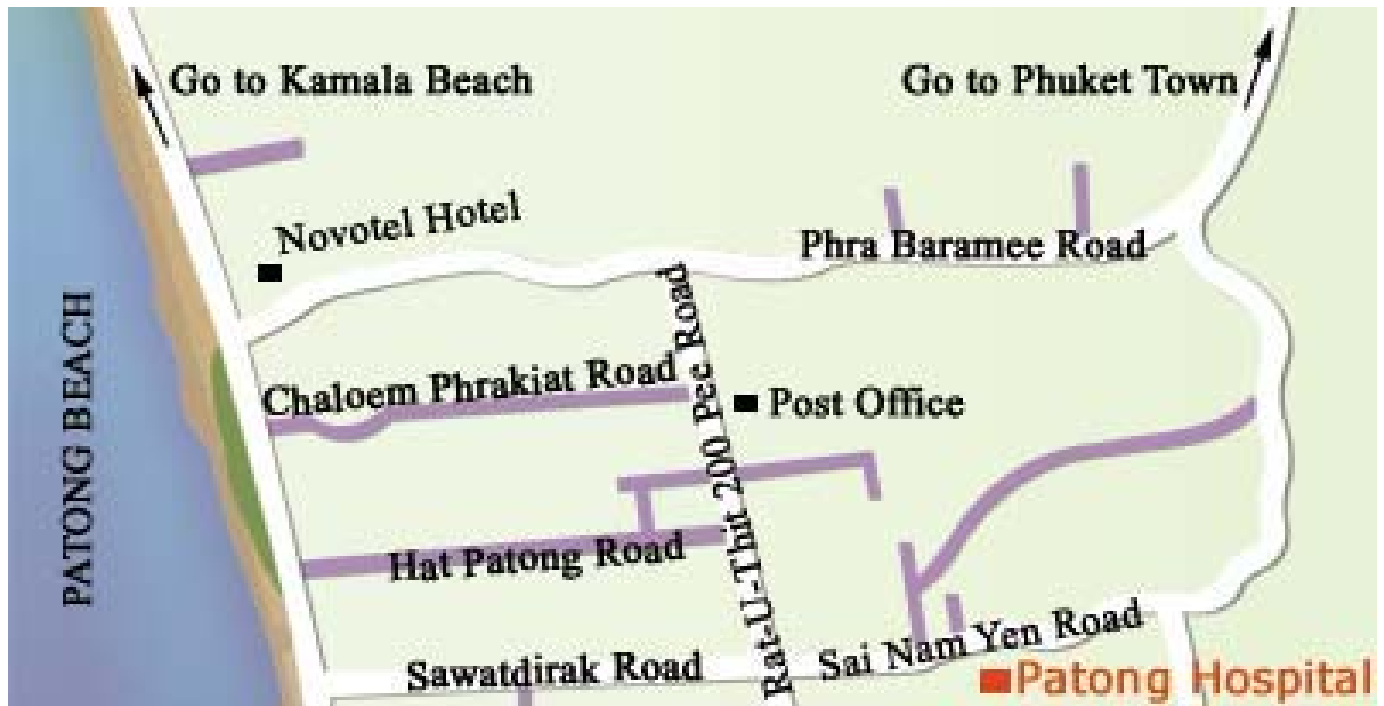 Go to Kamala Beach
Go to Phuket Town
Novotel Hotel
Phra Baramee Road
PATONG BEACH
Chaloem Phrakiat Road
Rat-U-Thit 200 Pee Road
Post Office
Hat Patong Road
Sawatdirak Road
Sai Nam Yen Road
Patong Hospital